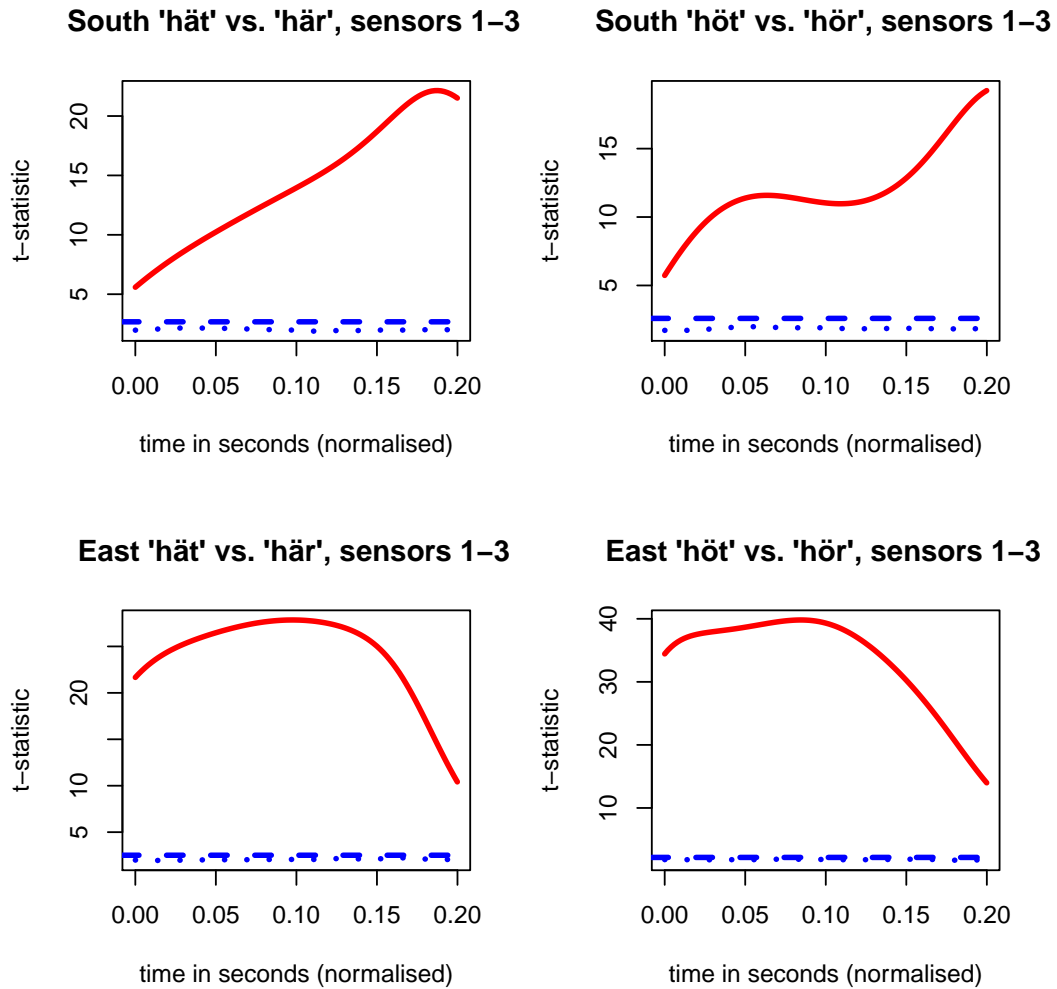 South 'hät' vs. 'här', sensors 1−3
t−statistic
20
15
10
5
0.00 0.05 0.10 0.15 0.20
time in seconds (normalised)
South 'höt' vs. 'hör', sensors 1−3
t−statistic
15
10
5
0.00 0.05 0.10 0.15 0.20
time in seconds (normalised)
East 'hät' vs. 'här', sensors 1−3
t−statistic
20
10
5
0.00 0.05 0.10 0.15 0.20
time in seconds (normalised)
East 'höt' vs. 'hör', sensors 1−3
t−statistic
40
30
20
10
0.00 0.05 0.10 0.15 0.20
time in seconds (normalised)